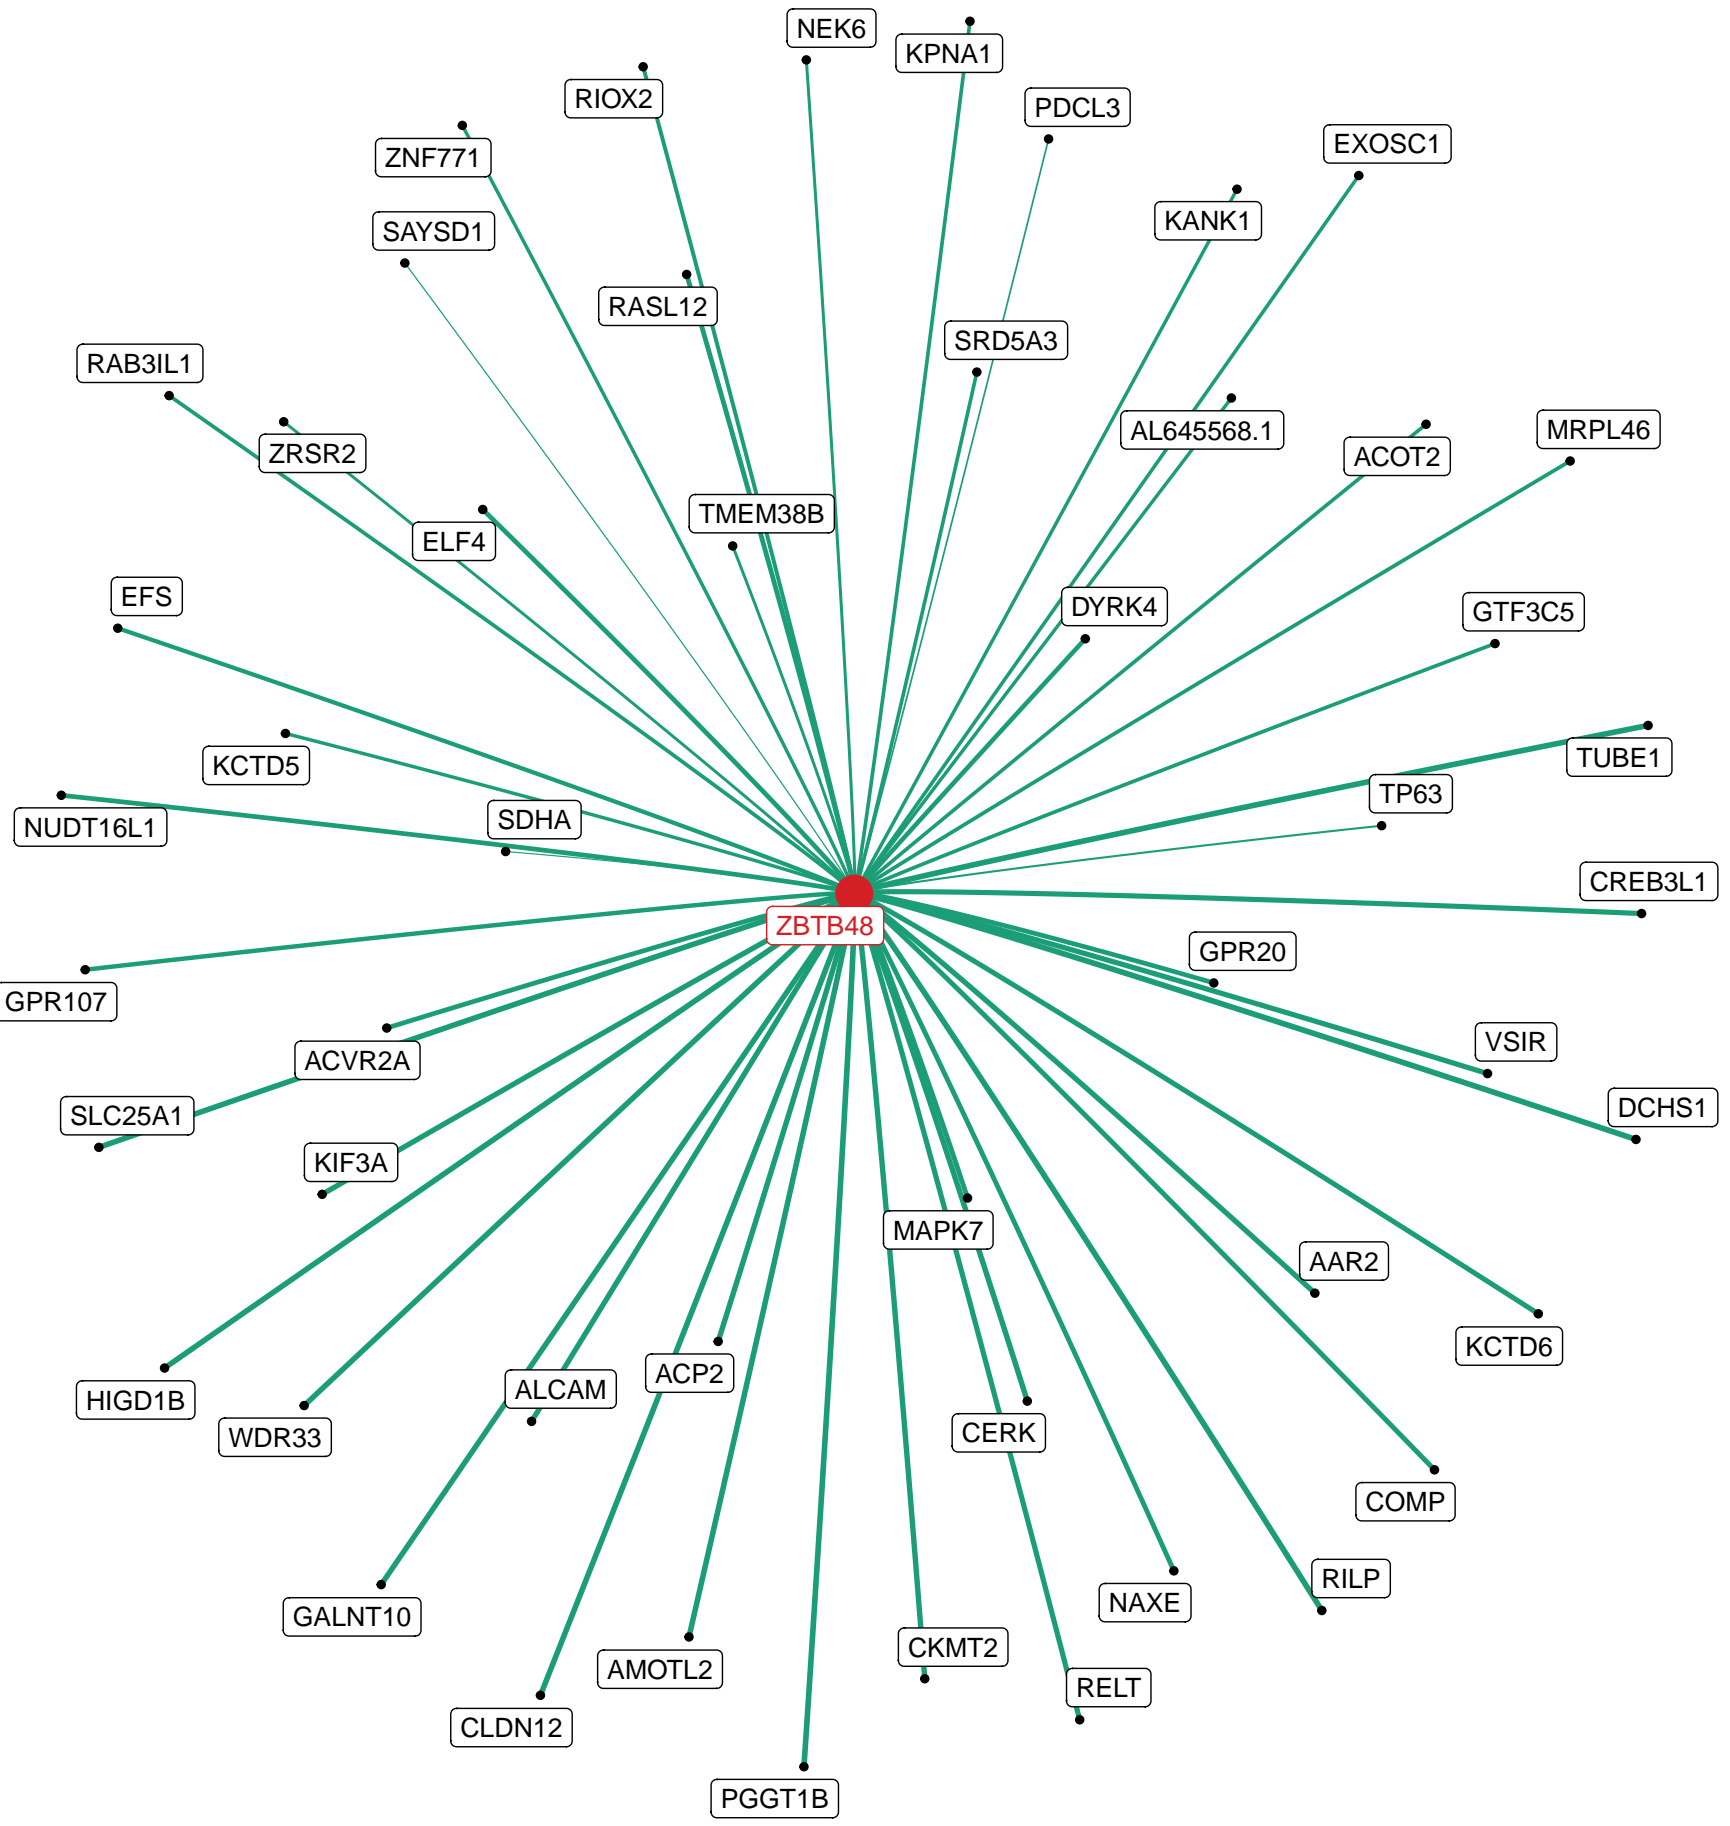 NEK6
KPNA1
RIOX2
PDCL3
EXOSC1
ZNF771
KANK1
SAYSD1
RASL12
SRD5A3
RAB3IL1
AL645568.1
MRPL46
ZRSR2
ACOT2
TMEM38B
ELF4
EFS
DYRK4
GTF3C5
KCTD5
TUBE1
TP63
SDHA
NUDT16L1
CREB3L1
ZBTB48
GPR20
GPR107
VSIR
ACVR2A
DCHS1
SLC25A1
KIF3A
MAPK7
AAR2
KCTD6
ACP2
ALCAM
HIGD1B
CERK
WDR33
COMP
RILP
NAXE
GALNT10
CKMT2
AMOTL2
RELT
CLDN12
PGGT1B